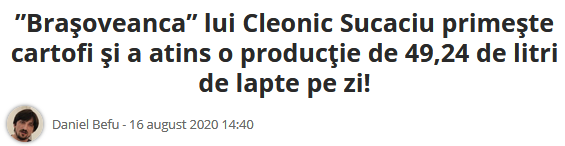 ”Braşoveanca” lui Cleonic Sucaciu primeşte
cartofi şi a atins o producţie de 49,24 de litri
de lapte pe zi!
Daniel Befu - 16 august 2020 14:40